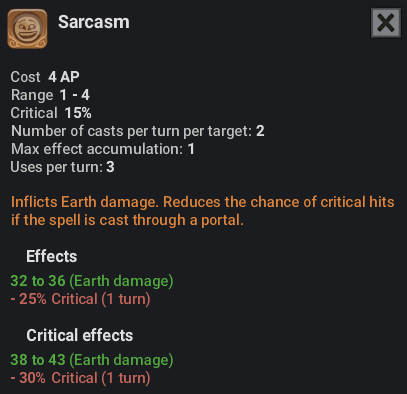 Sarcasm
Cost 4 AP
Range 1 - 4
Critical 15%
Number of casts per turn per target: 2
Max effect accumulation: 1
Uses per turn: 3
Inflicts Earth damage. Reduces the chance of critical hits
if the spell is cast through a portal.
Effects
32 to 36 (Earth damage)
- 25% Critical (1 turn)
Critical effects
38 to 43 (Earth damage)
- 30% Critical (1 turn)